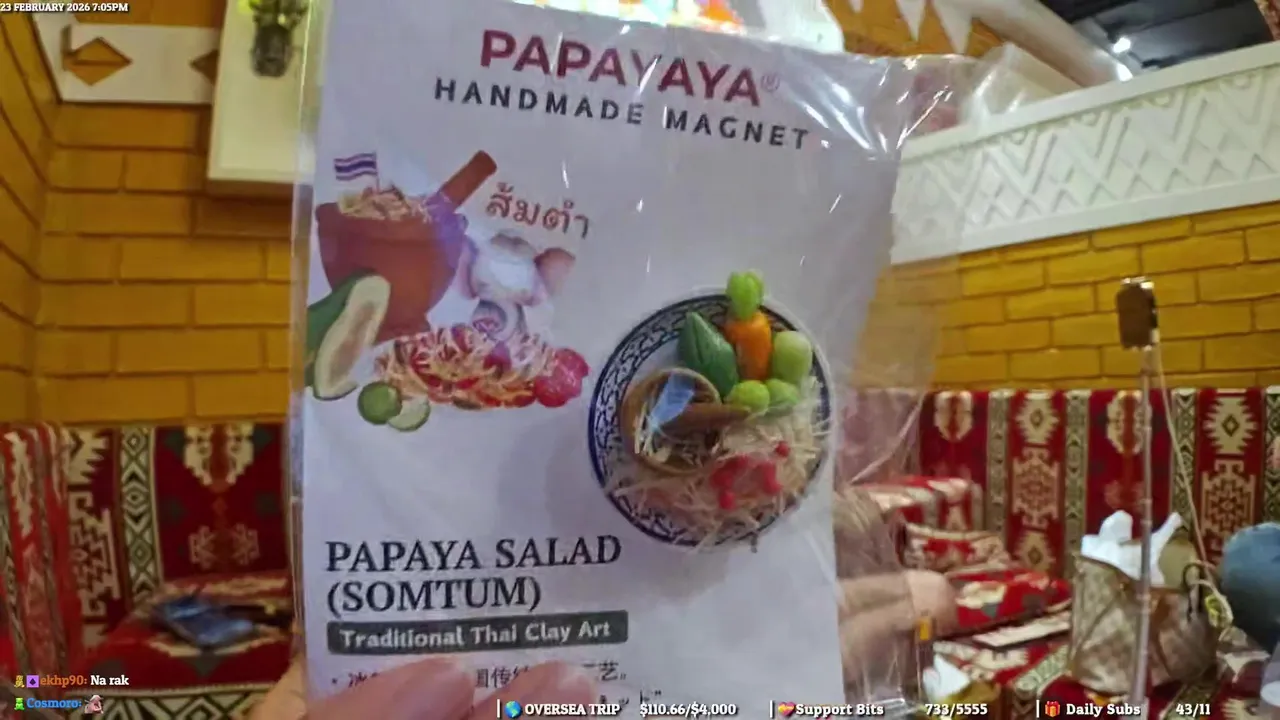 23 FEBRUARY 2026 7:05PM
PAPAYAYA®
HANDMADE MAGNET
ส้มตำ
PAPAYA SALAD
(SOMTUM)
Traditional Thai Clay Art
ekhp90: Na rak
Cosmoro:
OVERSEA TRIP $110.66/$4,000 Support Bits 733/5555 Daily Subs 43/11